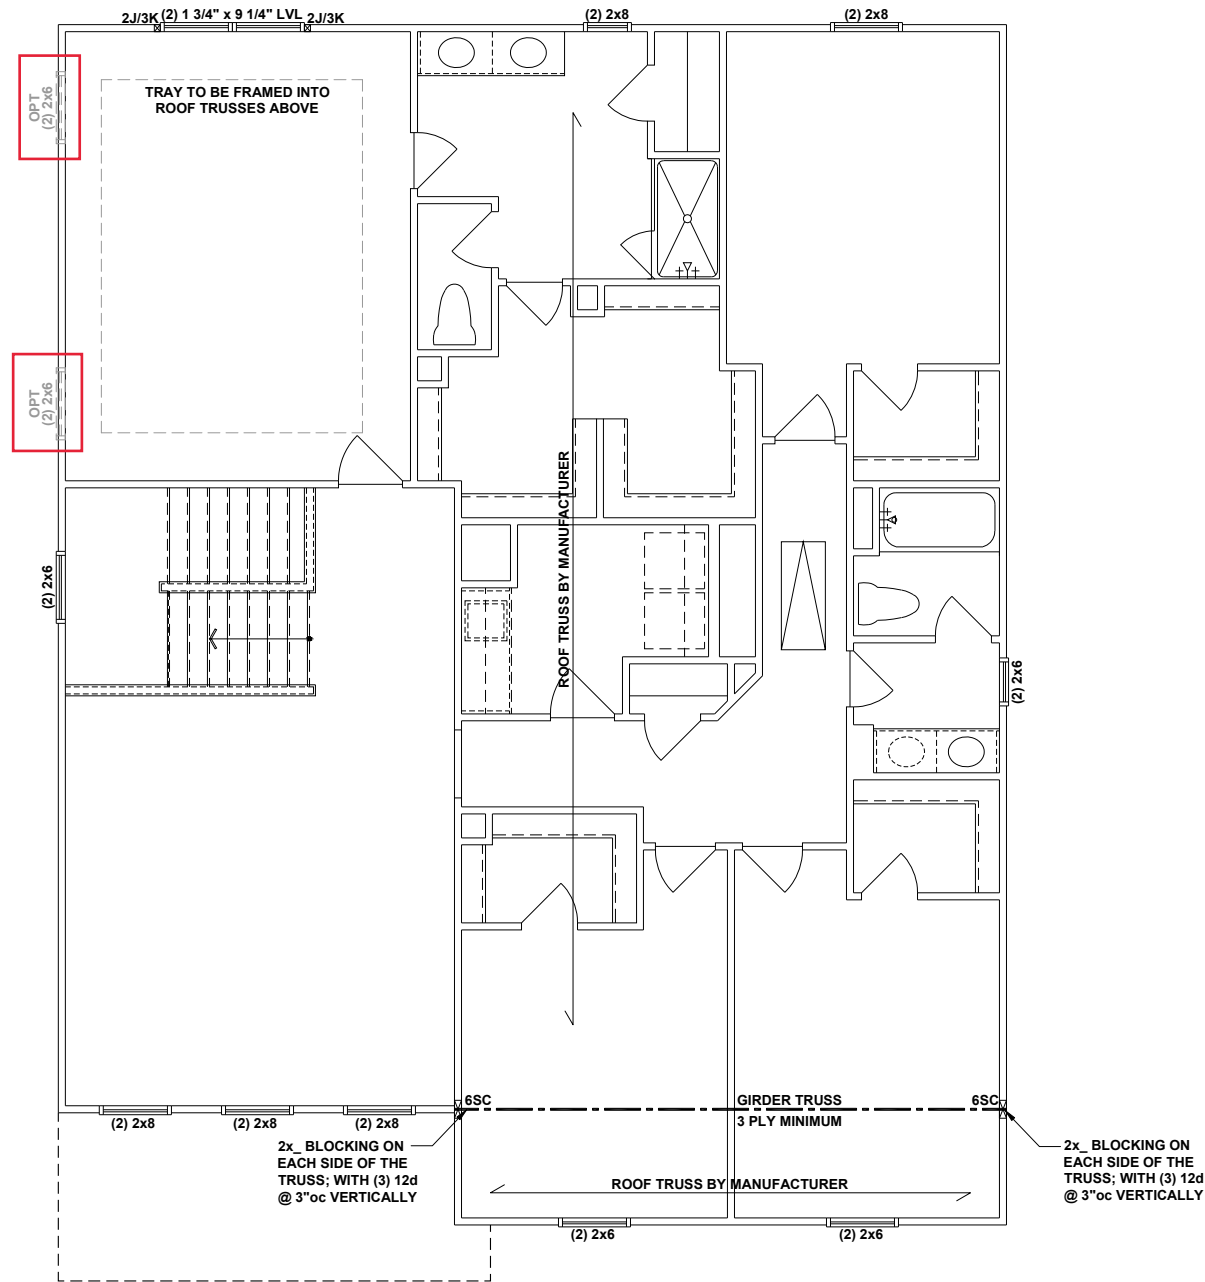 2J/3K
(2) 1 3/4" x 9 1/4" LVL
2J/3K
(2) 2x8
(2) 2x8
OPT
(2) 2x6
TRAY TO BE FRAMED INTO
ROOF TRUSSES ABOVE
OPT
(2) 2x6
ROOF TRUSS BY MANUFACTURER
(2) 2x6
(2) 2x6
6SC
GIRDER TRUSS
6SC
3 PLY MINIMUM
(2) 2x8
(2) 2x8
(2) 2x8
2x_ BLOCKING ON
EACH SIDE OF THE
TRUSS; WITH (3) 12d
@ 3"oc VERTICALLY
2x_ BLOCKING ON
EACH SIDE OF THE
TRUSS; WITH (3) 12d
@ 3"oc VERTICALLY
ROOF TRUSS BY MANUFACTURER
(2) 2x6
(2) 2x6